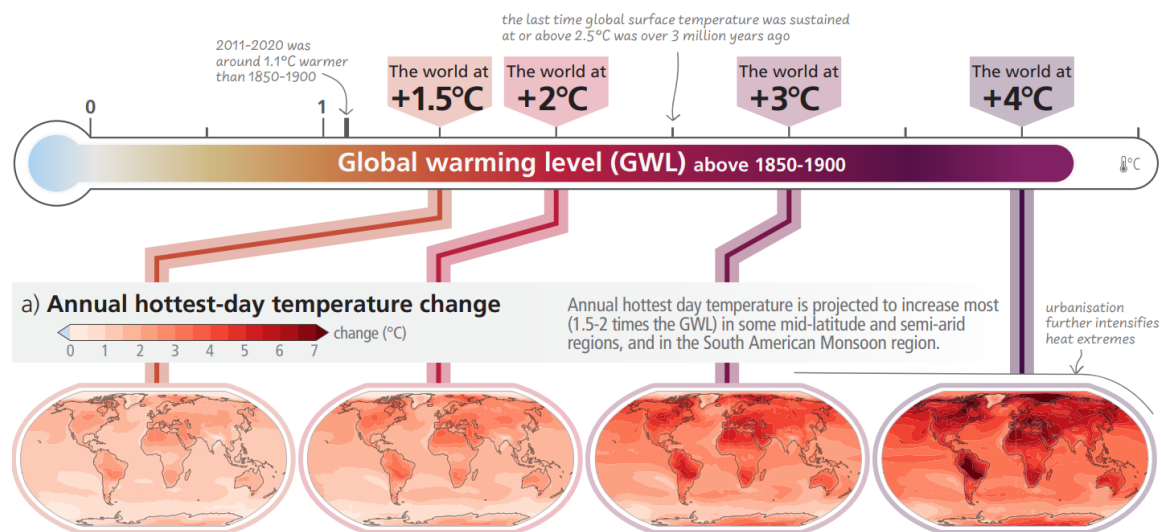 the last time global surface temperature was sustained
at or above 2.5°C was over 3 million years ago
2011-2020 was
around 1.1°C warmer
than 1850-1900
The world at
+1.5°C
The world at
+2°C
The world at
+3°C
The world at
+4°C
0
1
Global warming level (GWL) above 1850-1900
°C
a) Annual hottest-day temperature change
0 1 2 3 4 5 6 7
change (°C)
Annual hottest day temperature is projected to increase most
(1.5-2 times the GWL) in some mid-latitude and semi-arid
regions, and in the South American Monsoon region.
urbanisation
further intensifies
heat extremes